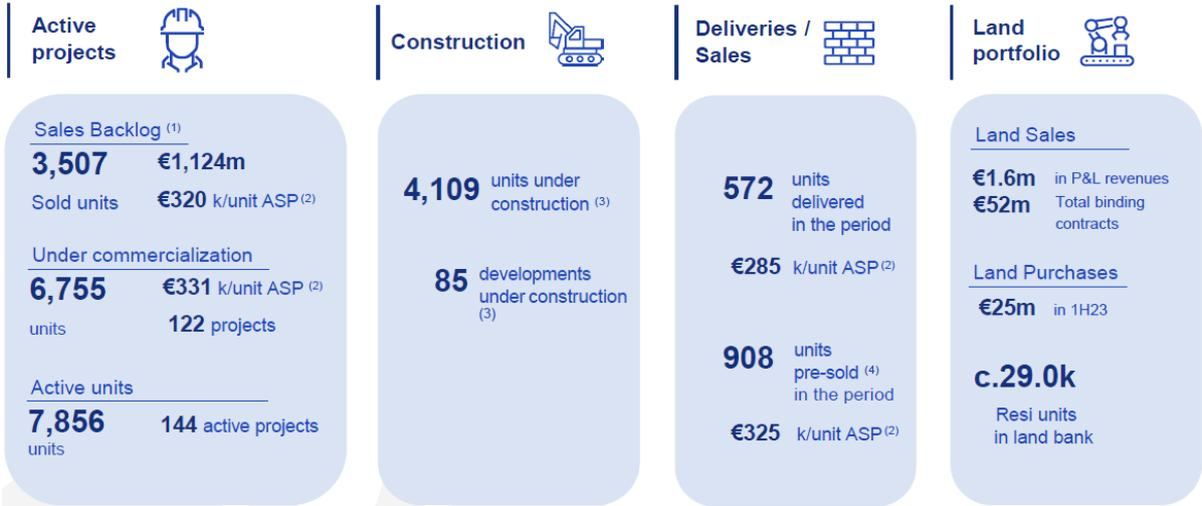 Active
projects
Sales Backlog (1)
3,507 €1,124m
Sold units €320 k/unit ASP(2)
Under commercialization
6,755 €331 k/unit ASP (2)
units 122 projects
Active units
7,856 144 active projects
units
Construction
4,109 units under
construction (3)
85 developments
under construction
(3)
Deliveries /
Sales
572 units
delivered
in the period
€285 k/unit ASP(2)
908 units
pre-sold (4)
in the period
€325 k/unit ASP(2)
Land
portfolio
Land Sales
€1.6m in P&L revenues
€52m Total binding
contracts
Land Purchases
€25m in 1H23
c.29.0k
Resi units
in land bank